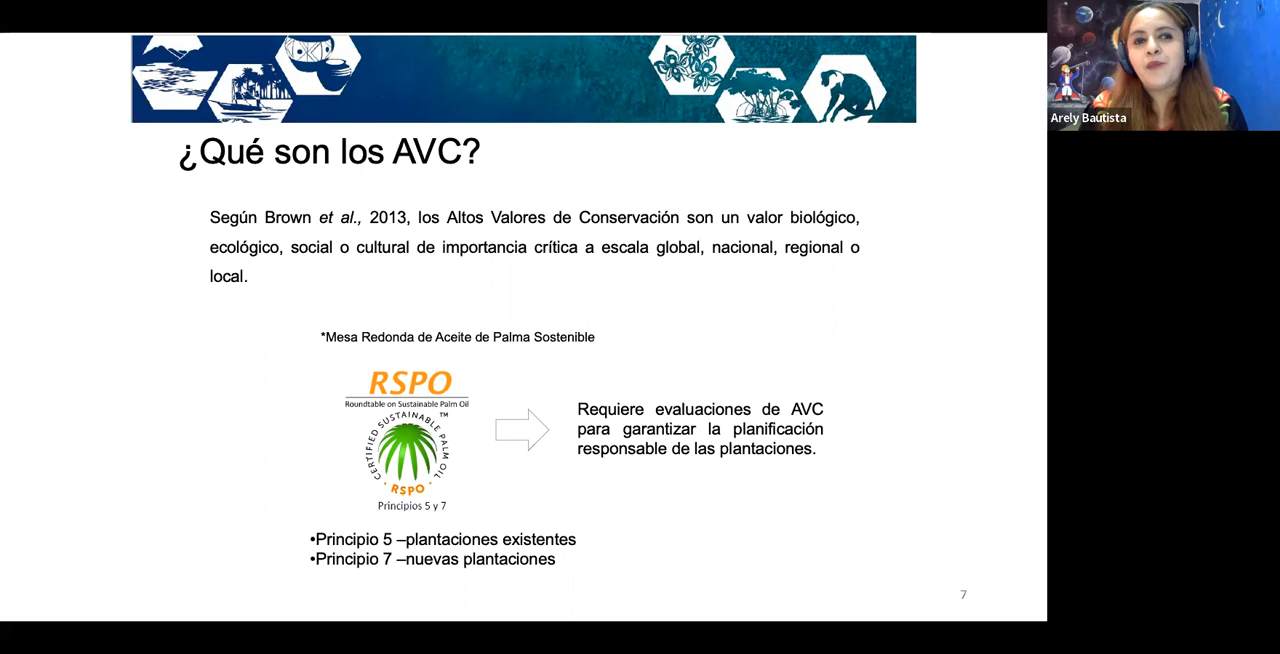 Arely Bautista
¿Qué son los AVC?
Según Brown et al., 2013, los Altos Valores de Conservación son un valor biológico,
ecológico, social o cultural de importancia crítica a escala global, nacional, regional o
local.
*Mesa Redonda de Aceite de Palma Sostenible
RSPO
Roundtable on Sustainable Palm Oil
CERTIFIED SUSTAINABLE PALM OIL ™
RSPO
Principios 5 y 7
Requiere evaluaciones de AVC
para garantizar la planificación
responsable de las plantaciones.
•Principio 5 –plantaciones existentes
•Principio 7 –nuevas plantaciones
7